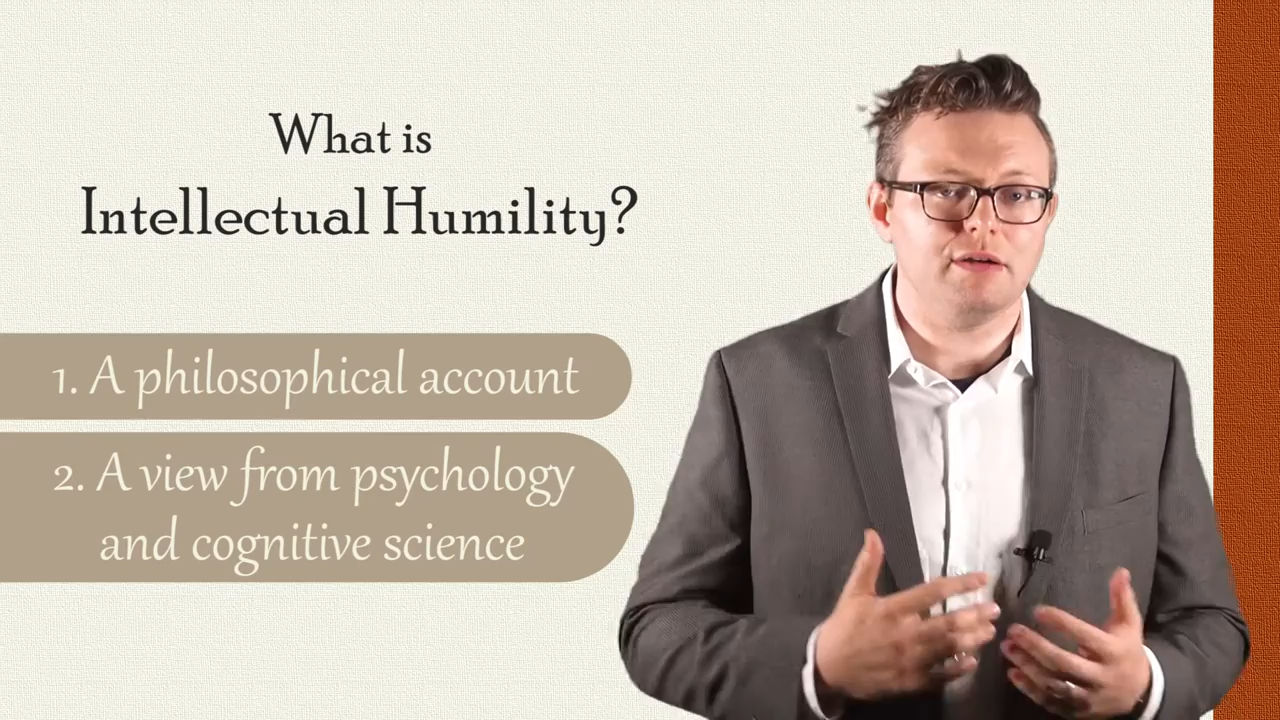 What is
Intellectual Humility?
1. A philosophical account
2. A view from psychology
and cognitive science